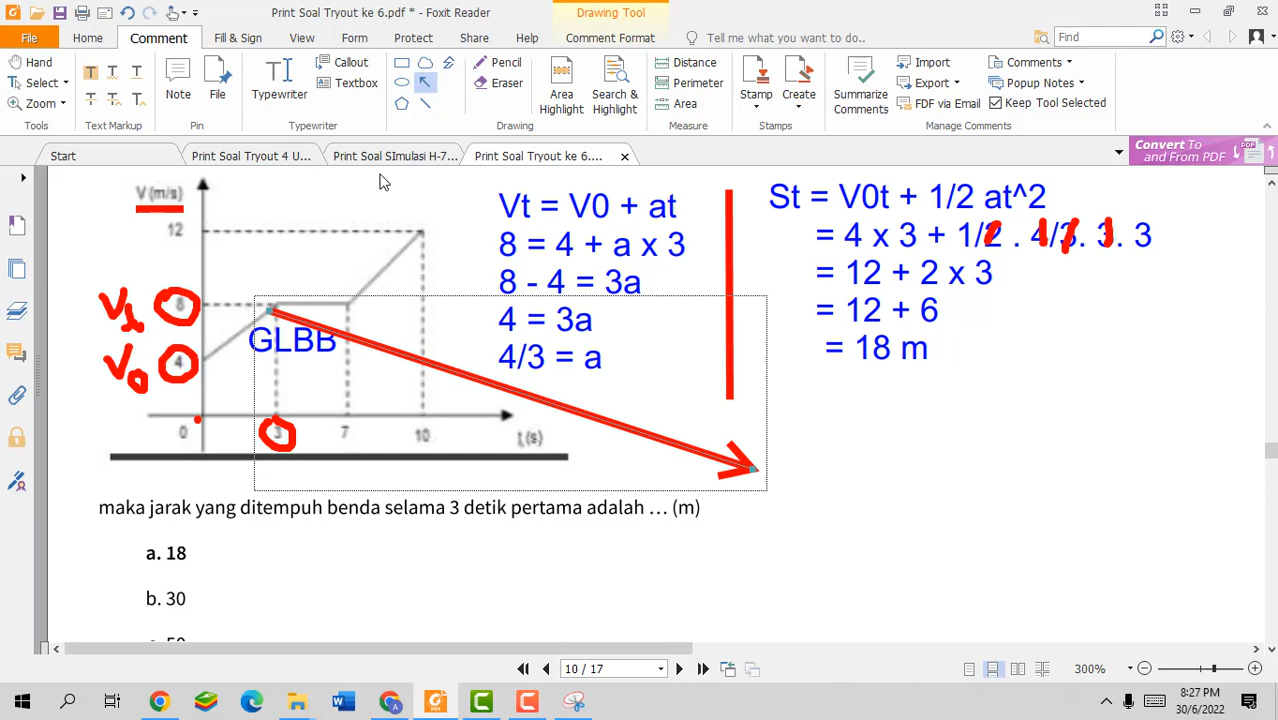 Print Soal Tryout ke 6.pdf * - Foxit Reader
Drawing Tool
File
Home
Comment
Fill & Sign
View
Form
Protect
Share
Help
Comment Format
Tell me what you want to do...
Find
Hand
Select
Zoom
Tools
T T T
Text Markup
Note
File
Pin
Typewriter
Callout
Textbox
Typewriter
Pencil
Eraser
Area Highlight
Search & Highlight
Drawing
Distance
Perimeter
Area
Measure
Stamp
Create
Stamps
Summarize Comments
Import
Export
FDF via Email
Comments
Popup Notes
Keep Tool Selected
Manage Comments
Start
Print Soal Tryout 4 U...
Print Soal SImulasi H-7...
Print Soal Tryout ke 6....
Convert To
and From PDF
V (m/s)
12
8
4
V1
V0
GLBB
0
3
7
10
t (s)
Vt = V0 + at
8 = 4 + a x 3
8 - 4 = 3a
4 = 3a
4/3 = a
St = V0t + 1/2 at^2
= 4 x 3 + 1/2 . 4/3. 3. 3
= 12 + 2 x 3
= 12 + 6
= 18 m
maka jarak yang ditempuh benda selama 3 detik pertama adalah … (m)
a. 18
b. 30
10 / 17
300%
8:27 PM
30/6/2022